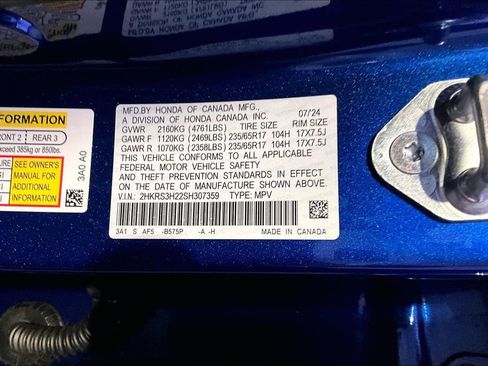 FORMATION
FRONT 2 REAR 3
exceed 385kg or 850lbs.
SEE OWNER'S
MANUAL FOR
ADDITIONAL
INFORMATION
3A0 A0
MFD.BY HONDA OF CANADA MFG., 07/24
A DIVISION OF HONDA CANADA INC.
GVWR 2160KG (4761LBS) TIRE SIZE RIM SIZE
GAWR F 1120KG (2469LBS) 235/65R17 104H 17X7.5J
GAWR R 1070KG (2358LBS) 235/65R17 104H 17X7.5J
THIS VEHICLE CONFORMS TO ALL APPLICABLE
FEDERAL MOTOR VEHICLE SAFETY
AND THEFT PREVENTION STANDARDS IN EFFECT
ON THE DATE OF MANUFACTURE SHOWN ABOVE.
V.I.N: 2HKRS3H22SH307359 TYPE: MPV
3A1 S AF5 -B575P -A -H MADE IN CANADA